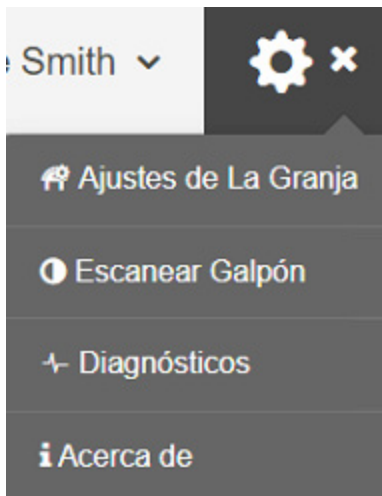 Smith
Ajustes de La Granja
Escanear Galpón
Diagnósticos
Acerca de